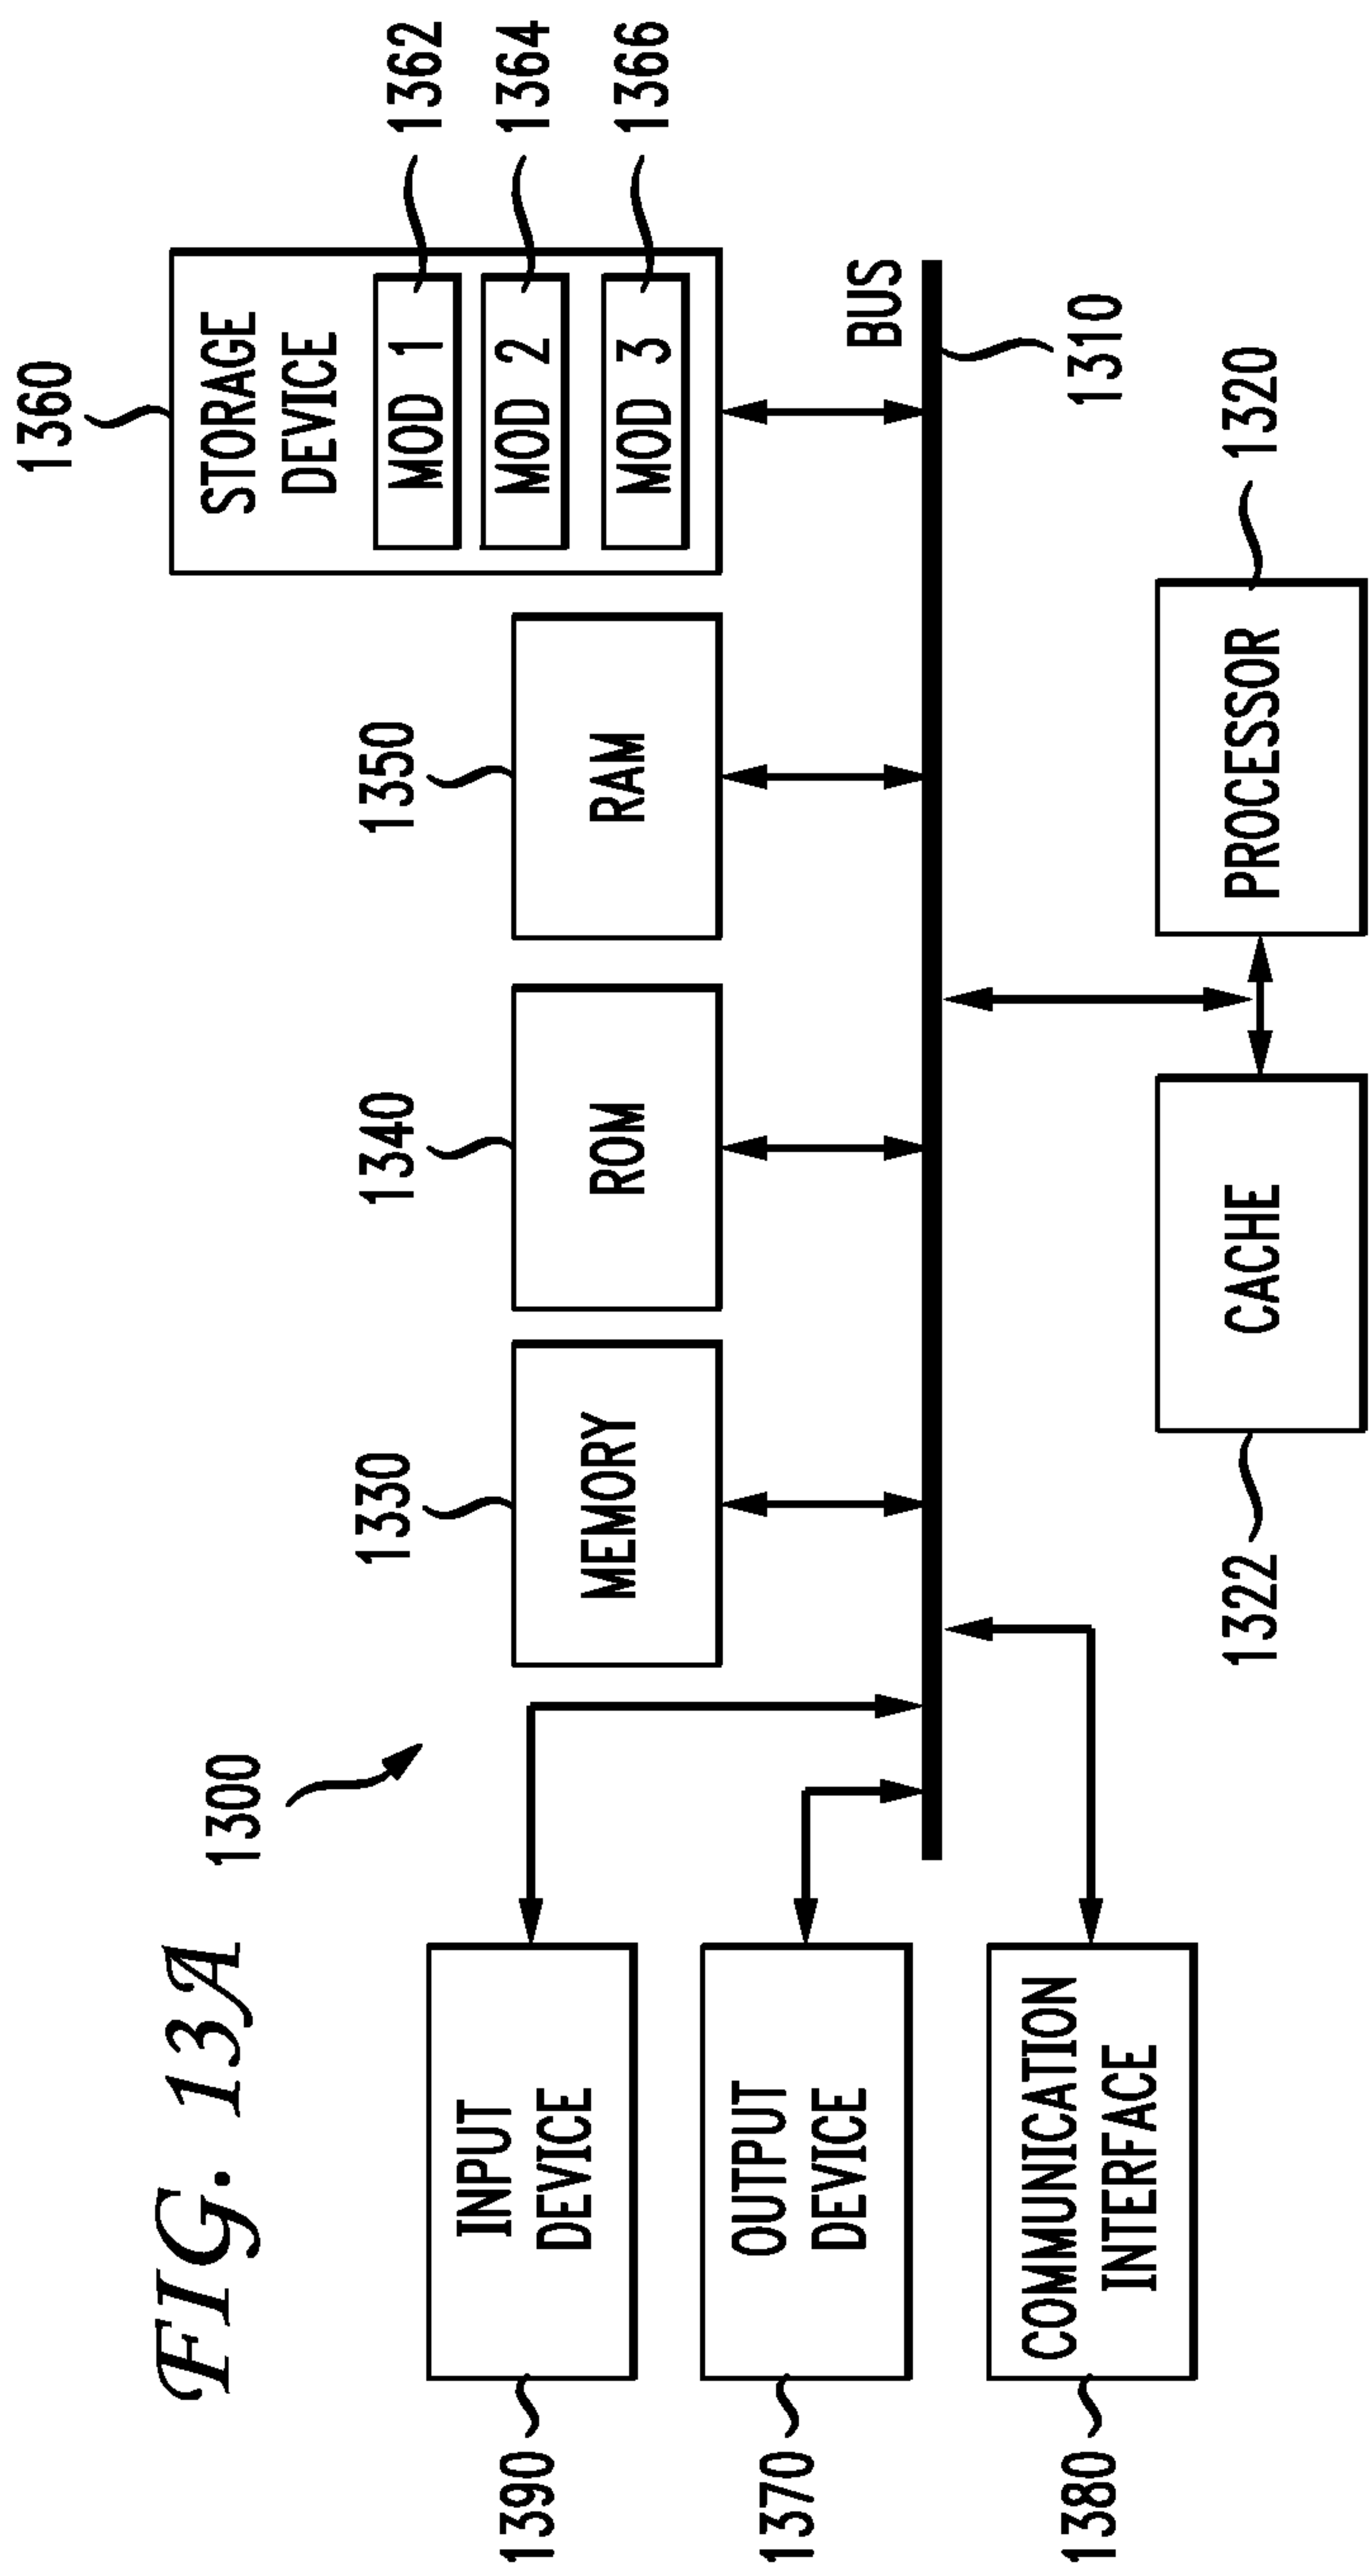 FIG. 13A
1300
1390
INPUT
DEVICE
1370
OUTPUT
DEVICE
1380
COMMUNICATION
INTERFACE
1330
MEMORY
1340
ROM
1350
RAM
1360
STORAGE
DEVICE
MOD 1
1362
MOD 2
1364
MOD 3
1366
BUS
1310
1322
CACHE
PROCESSOR
1320